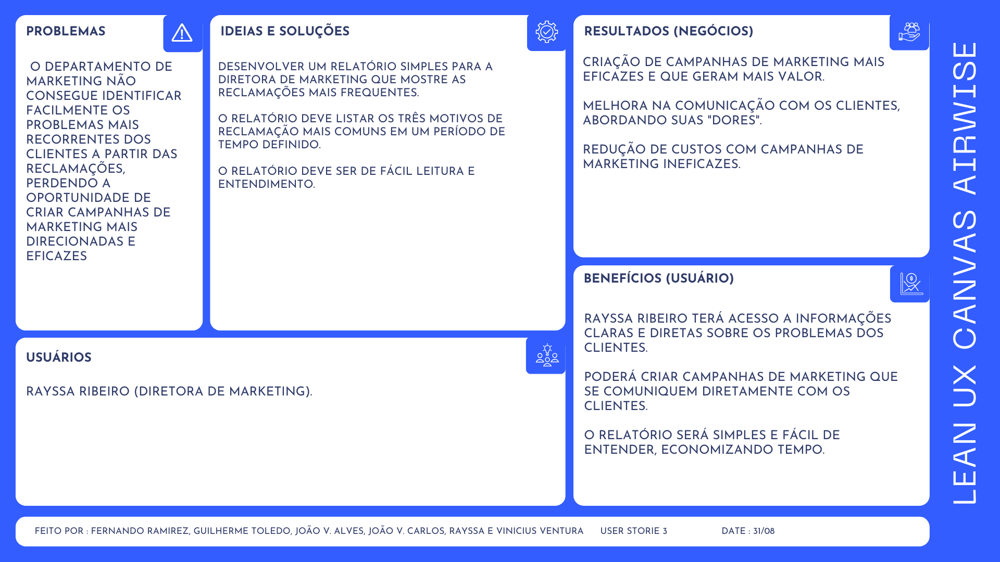 PROBLEMAS
O DEPARTAMENTO DE
MARKETING NÃO
CONSEGUE IDENTIFICAR
FACILMENTE OS
PROBLEMAS MAIS
RECORRENTES DOS
CLIENTES A PARTIR DAS
RECLAMAÇÕES,
PERDENDO A
OPORTUNIDADE DE
CRIAR CAMPANHAS DE
MARKETING MAIS
DIRECIONADAS E
EFICAZES
IDEIAS E SOLUÇÕES
DESENVOLVER UM RELATÓRIO SIMPLES PARA A
DIRETORA DE MARKETING QUE MOSTRE AS
RECLAMAÇÕES MAIS FREQUENTES.
O RELATÓRIO DEVE LISTAR OS TRÊS MOTIVOS DE
RECLAMAÇÃO MAIS COMUNS EM UM PERÍODO DE
TEMPO DEFINIDO.
O RELATÓRIO DEVE SER DE FÁCIL LEITURA E
ENTENDIMENTO.
RESULTADOS (NEGÓCIOS)
CRIAÇÃO DE CAMPANHAS DE MARKETING MAIS
EFICAZES E QUE GERAM MAIS VALOR.
MELHORA NA COMUNICAÇÃO COM OS CLIENTES,
ABORDANDO SUAS "DORES".
REDUÇÃO DE CUSTOS COM CAMPANHAS DE
MARKETING INEFICAZES.
USUÁRIOS
RAYSSA RIBEIRO (DIRETORA DE MARKETING).
BENEFÍCIOS (USUÁRIO)
RAYSSA RIBEIRO TERÁ ACESSO A INFORMAÇÕES
CLARAS E DIRETAS SOBRE OS PROBLEMAS DOS
CLIENTES.
PODERÁ CRIAR CAMPANHAS DE MARKETING QUE
SE COMUNIQUEM DIRETAMENTE COM OS
CLIENTES.
O RELATÓRIO SERÁ SIMPLES E FÁCIL DE
ENTENDER, ECONOMIZANDO TEMPO.
LEAN UX CANVAS AIRWISE
FEITO POR : FERNANDO RAMIREZ, GUILHERME TOLEDO, JOÃO V. ALVES, JOÃO V. CARLOS, RAYSSA E VINICIUS VENTURA USER STORIE 3 DATE : 31/08